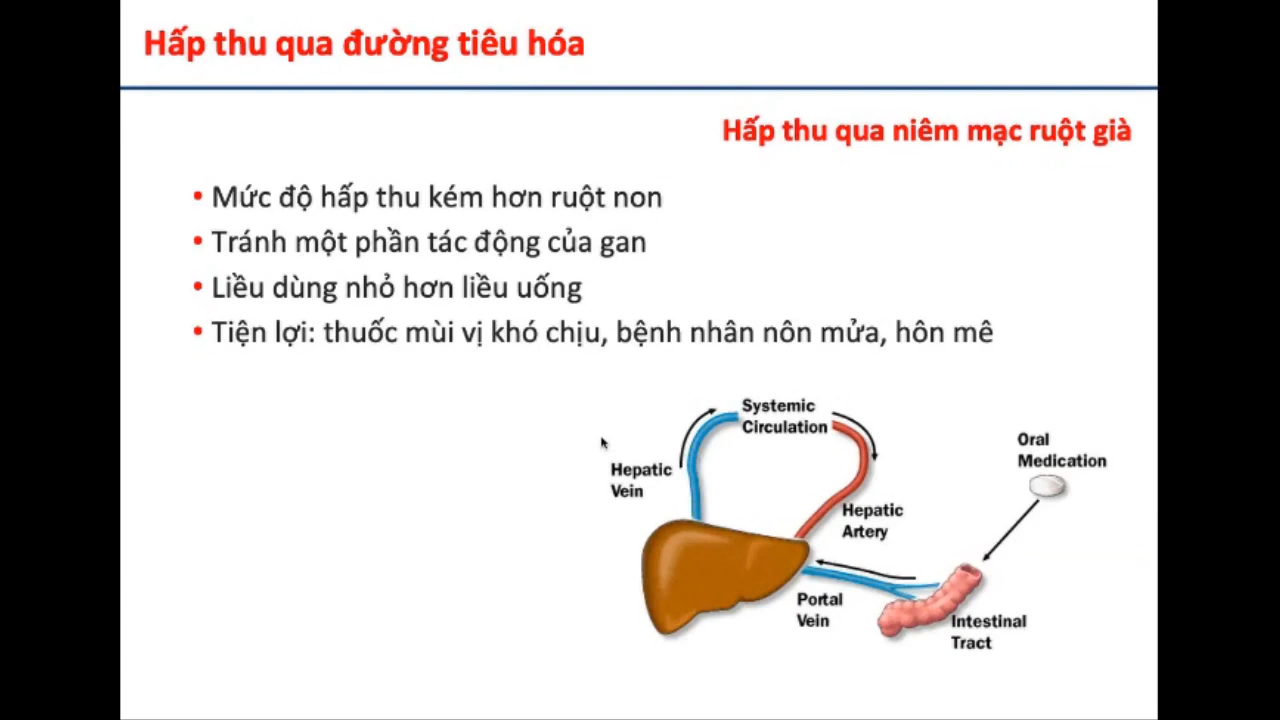 Hấp thu qua đường tiêu hóa
Hấp thu qua niêm mạc ruột già
• Mức độ hấp thu kém hơn ruột non
• Tránh một phần tác động của gan
• Liều dùng nhỏ hơn liều uống
• Tiện lợi: thuốc mùi vị khó chịu, bệnh nhân nôn mửa, hôn mê
Systemic
Circulation
Oral
Medication
Hepatic
Vein
Hepatic
Artery
Portal
Vein
Intestinal
Tract